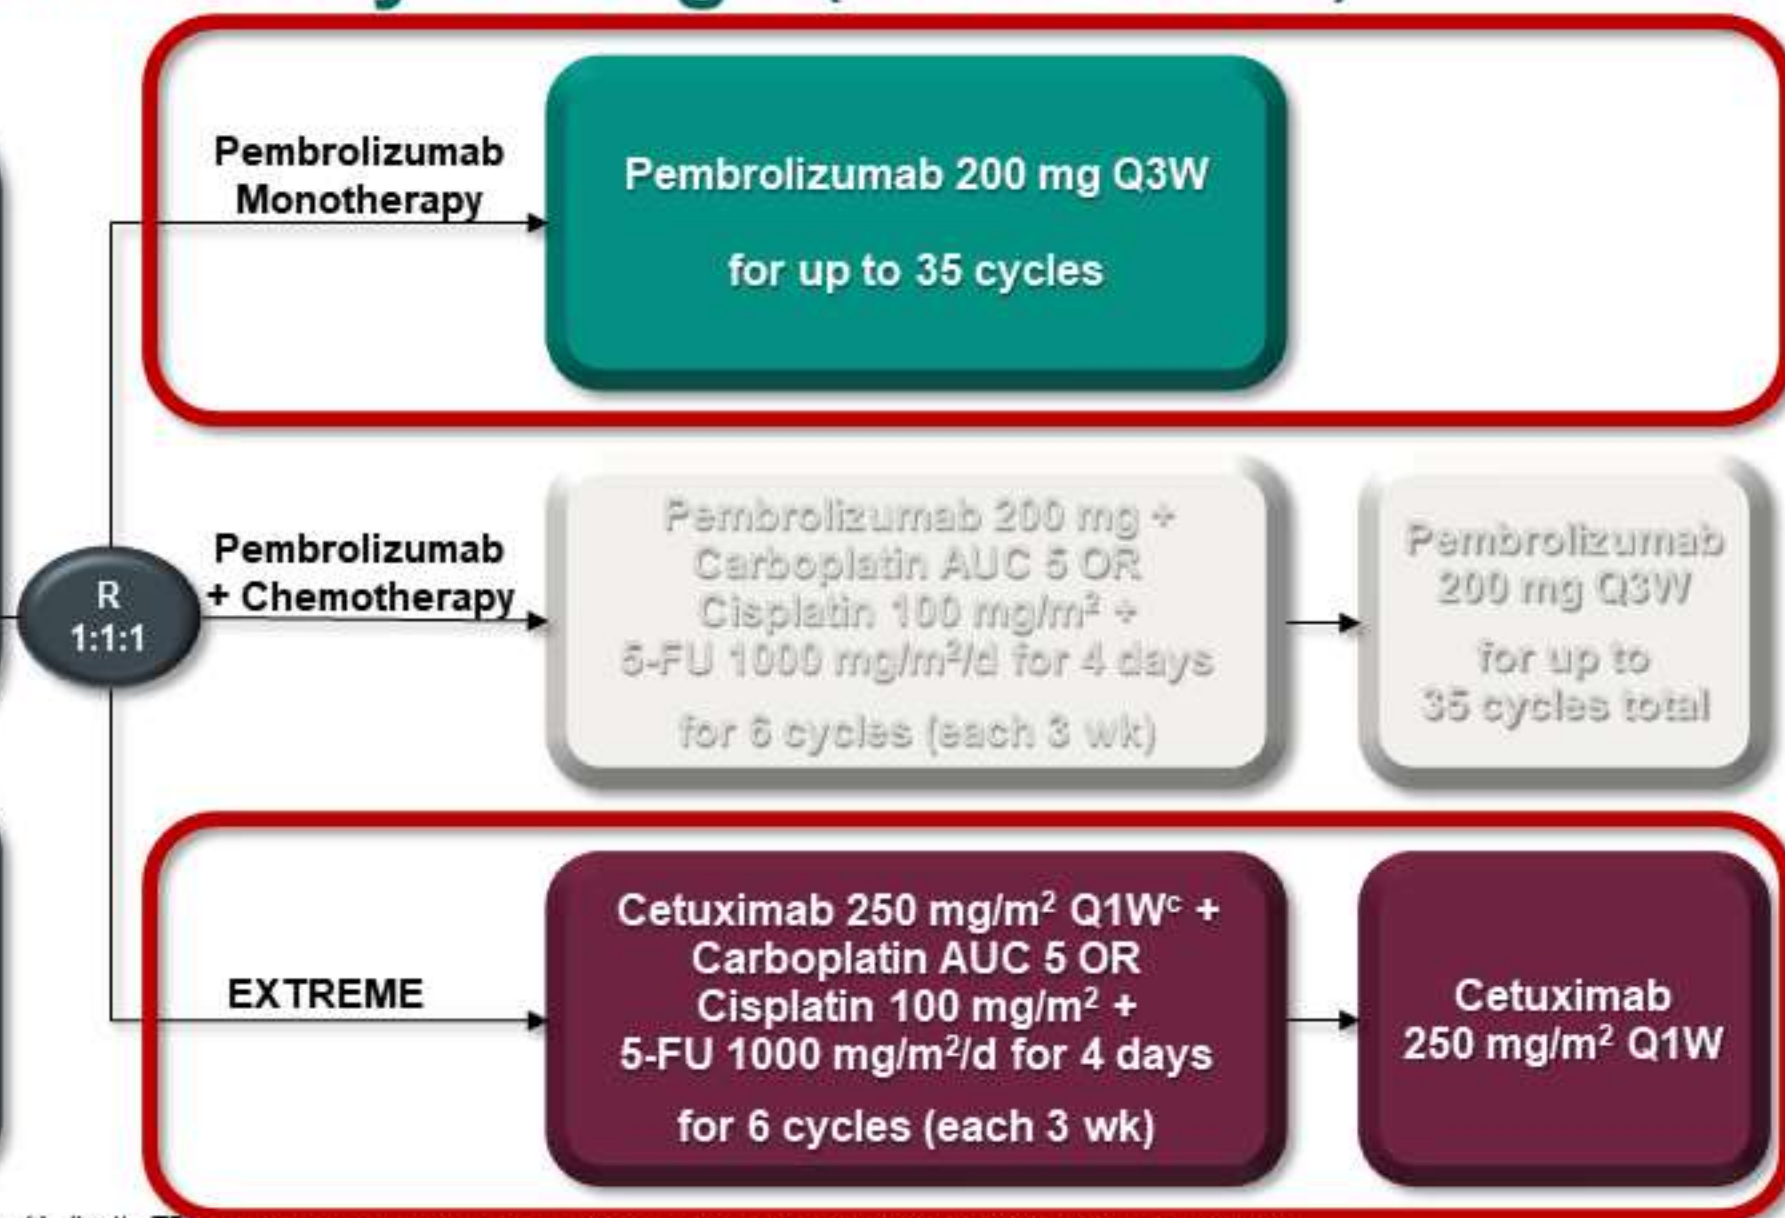 Pembrolizumab
Monotherapy
Pembrolizumab 200 mg Q3W
for up to 35 cycles
R
1:1:1
Pembrolizumab
+ Chemotherapy
Pembrolizumab 200 mg +
Carboplatin AUC 5 OR
Cisplatin 100 mg/m² +
5-FU 1000 mg/m²/d for 4 days
for 6 cycles (each 3 wk)
Pembrolizumab
200 mg Q3W
for up to
35 cycles total
EXTREME
Cetuximab 250 mg/m² Q1Wᶜ +
Carboplatin AUC 5 OR
Cisplatin 100 mg/m² +
5-FU 1000 mg/m²/d for 4 days
for 6 cycles (each 3 wk)
Cetuximab
250 mg/m² Q1W